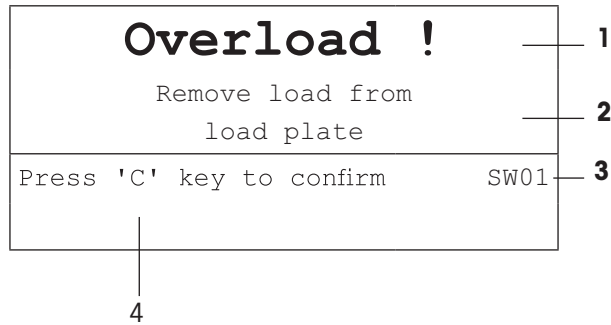 Overload ! 1
Remove load from
load plate 2
Press 'C' key to confirm SW01 3
4